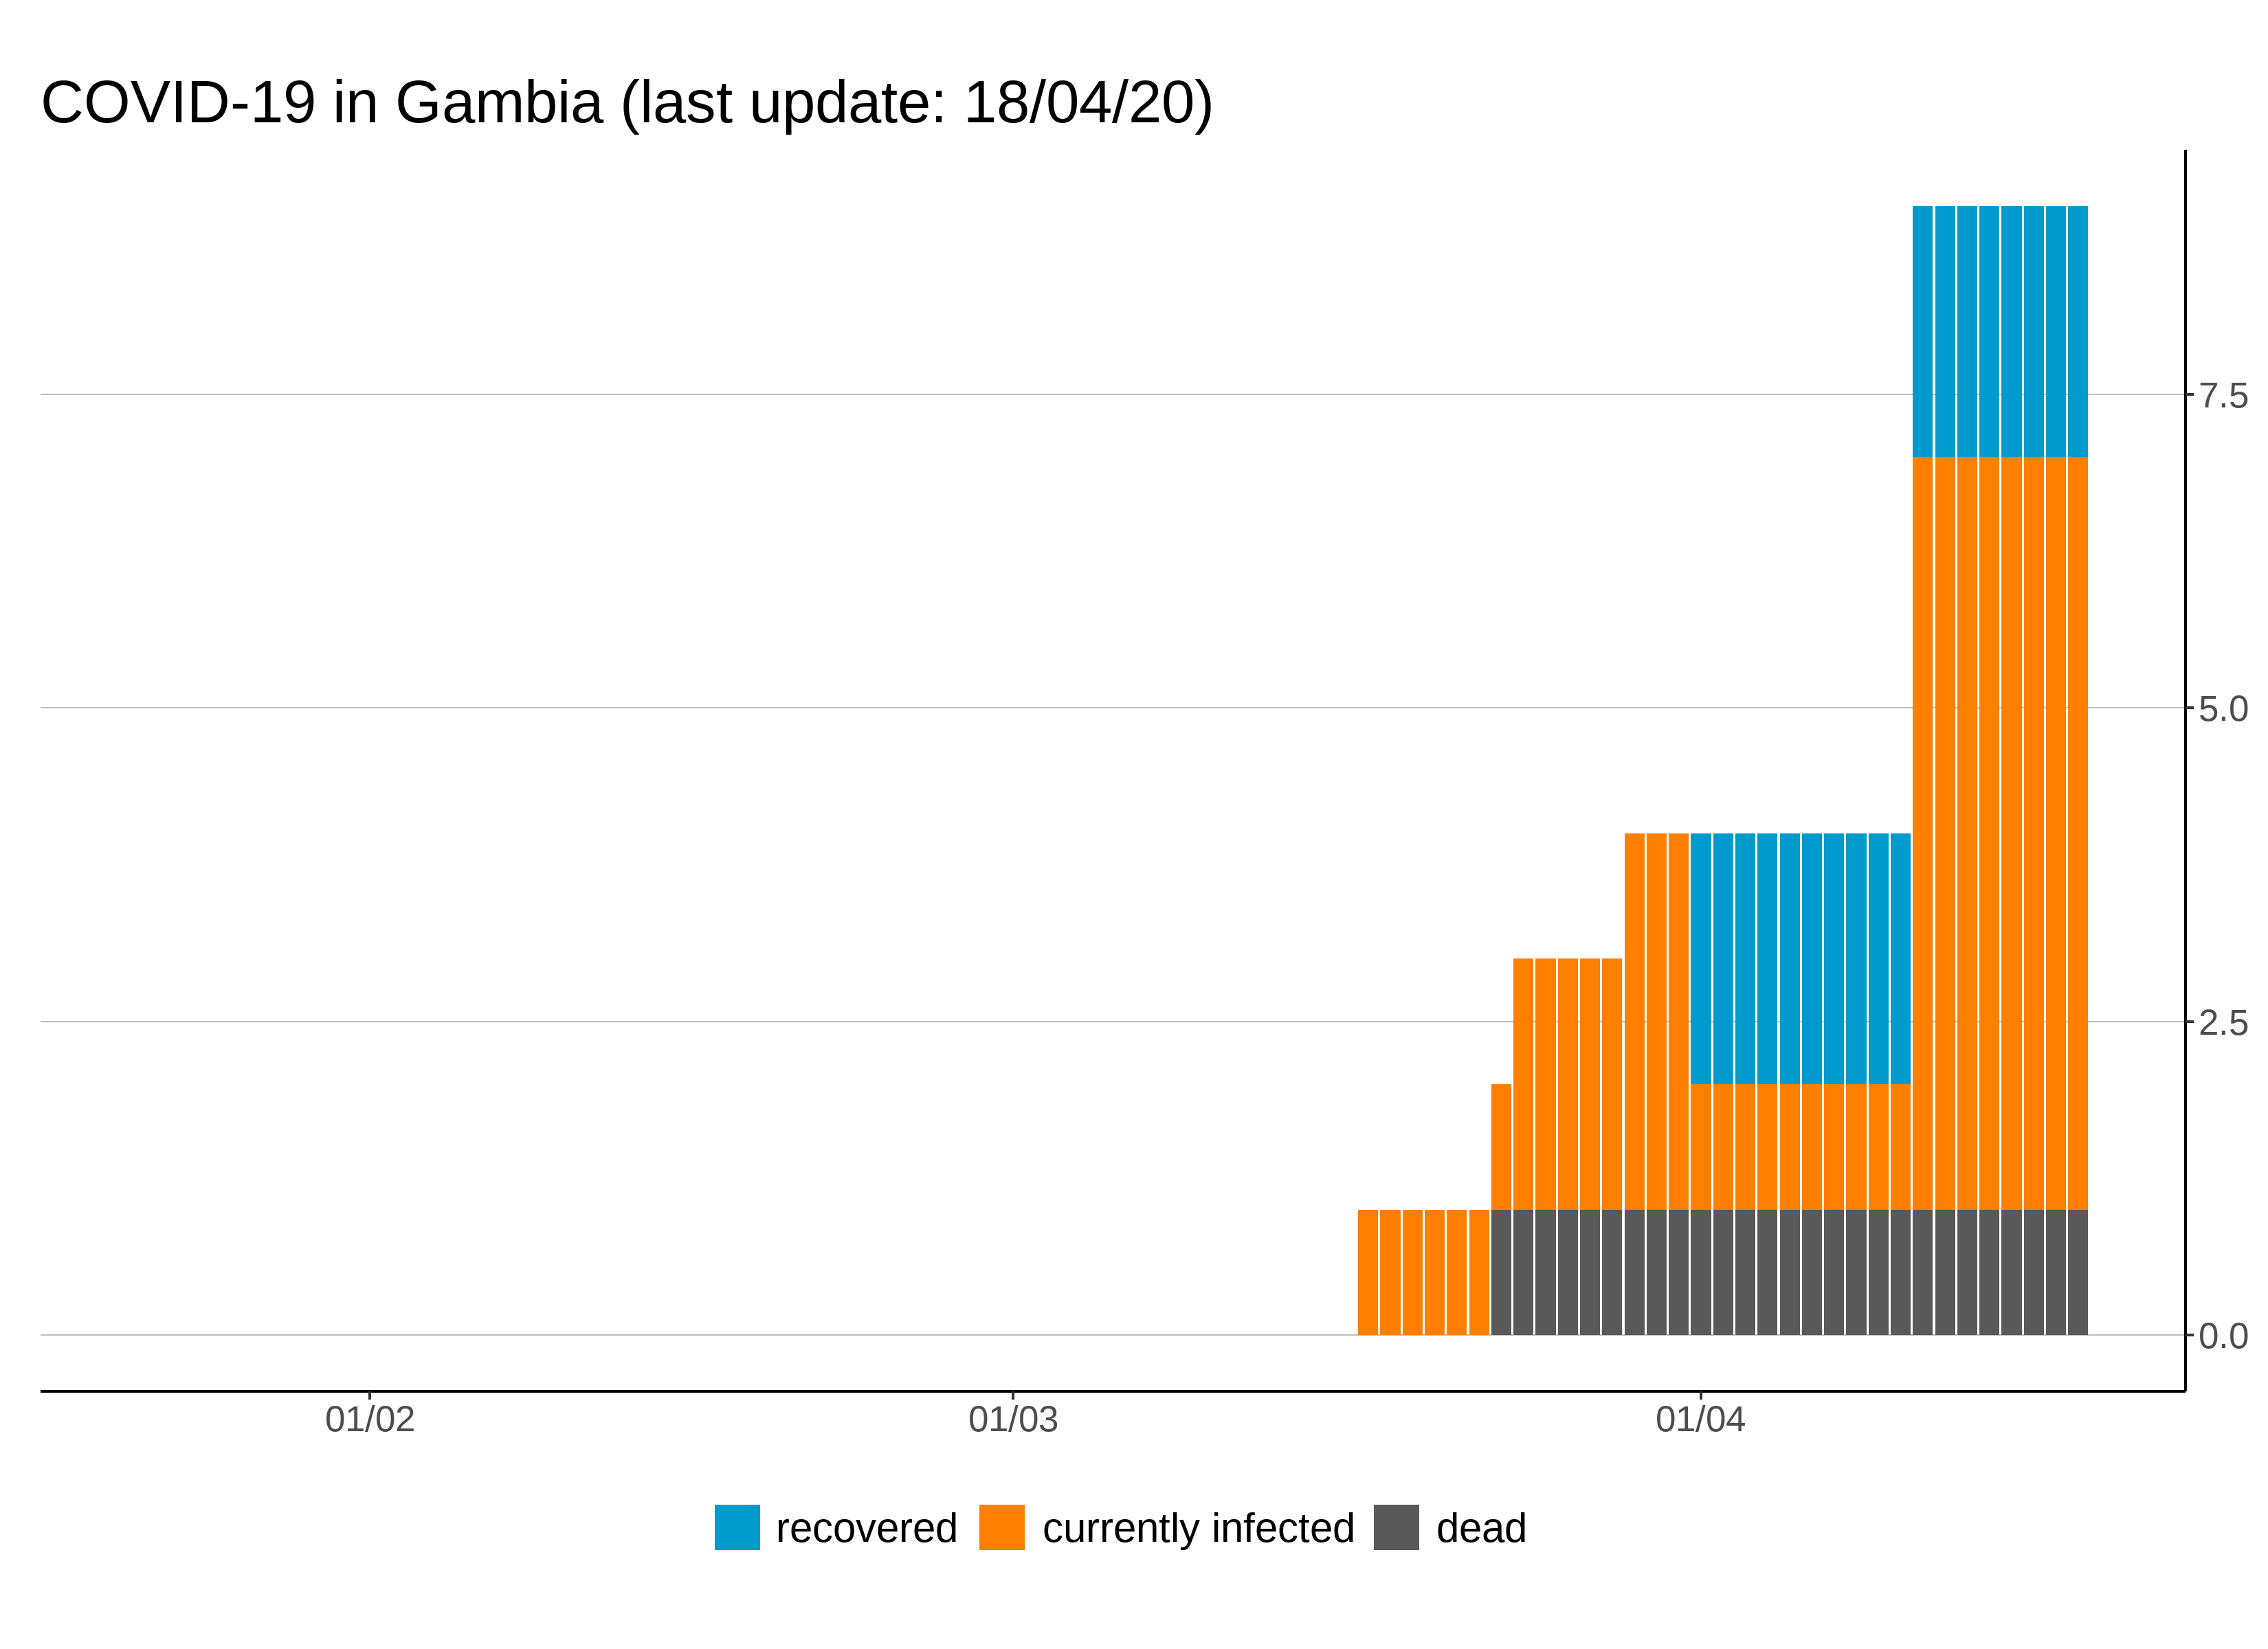 COVID-19 in Gambia (last update: 18/04/20)
7.5
5.0
2.5
0.0
01/02 01/03 01/04
recovered currently infected dead